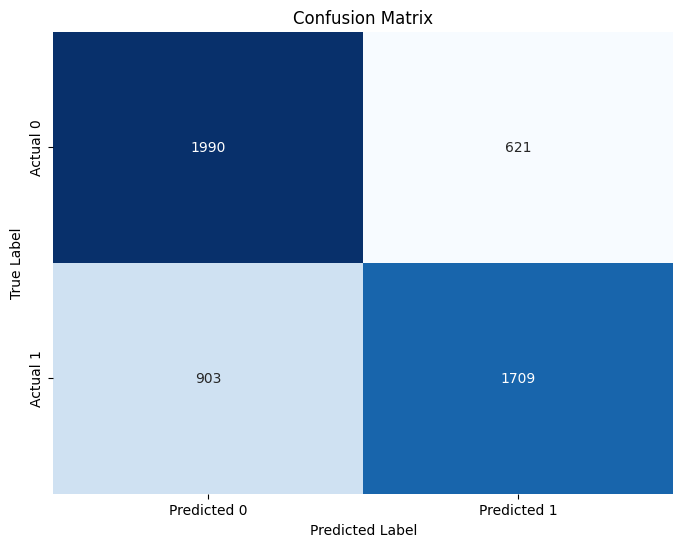 Confusion Matrix
True Label
Actual 0
1990
621
Actual 1
903
1709
Predicted 0
Predicted 1
Predicted Label